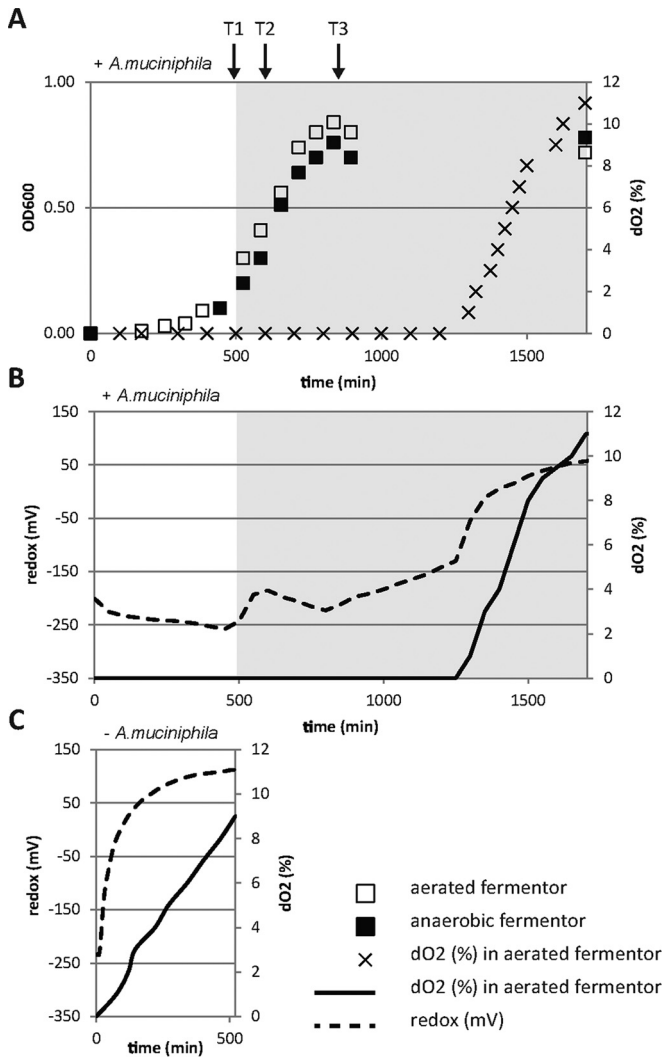 A
T1 T2 T3
+ A.muciniphila
1.00 12
10
8
0.50 6
4
2
0.00 0
OD600
dO2 (%)
0 500 1000 1500
time (min)
B
+ A.muciniphila
150 12
50 10
8
-50
6
-150 4
-250 2
-350 0
redox (mV)
dO2 (%)
0 500 1000 1500
time (min)
C
- A.muciniphila
150 12
50 10
8
-50
6
-150 4
-250 2
-350 0
redox (mV)
dO2 (%)
0 500
time (min)
aerated fermentor
anaerobic fermentor
dO2 (%) in aerated fermentor
dO2 (%) in aerated fermentor
redox (mV)